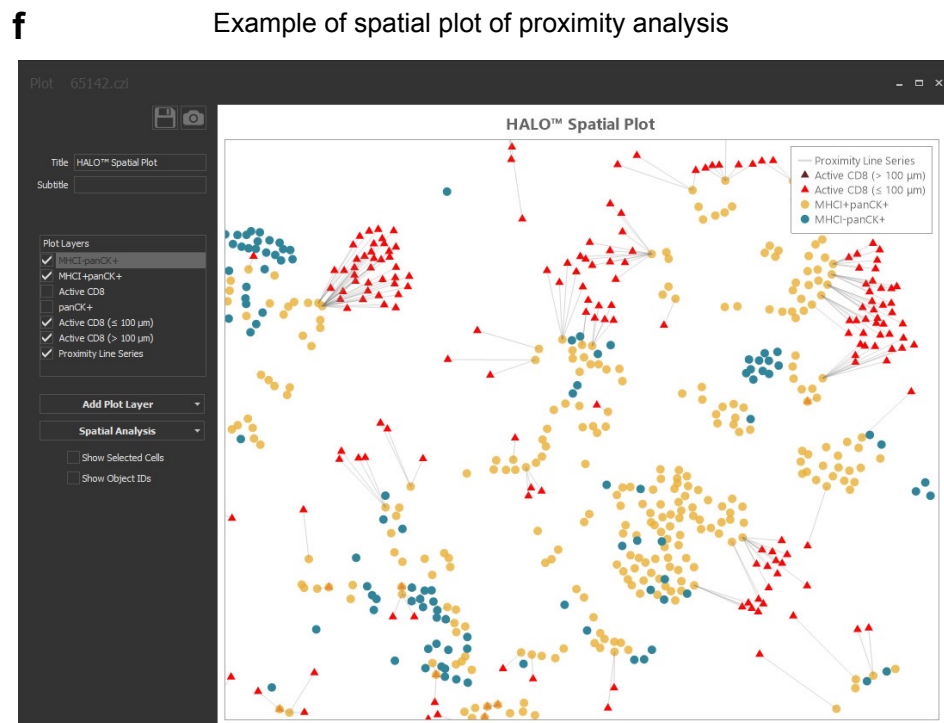 f Example of spatial plot of proximity analysis
Plot 65142.czi
HALO™ Spatial Plot
Title HALO™ Spatial Plot
Subtitle
Plot Layers
MHCI-panCK+
MHCI+panCK+
Active CD8
panCK+
Active CD8 (≤ 100 µm)
Active CD8 (> 100 µm)
Proximity Line Series
Add Plot Layer
Spatial Analysis
Show Selected Cells
Show Object IDs
Proximity Line Series
Active CD8 (> 100 µm)
Active CD8 (≤ 100 µm)
MHCI+panCK+
MHCI-panCK+